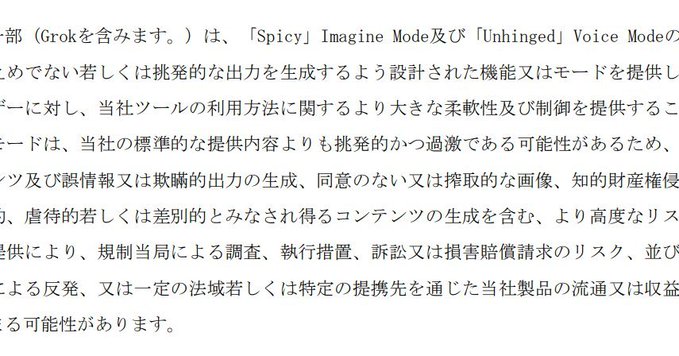 部（Grokを含みます。）は、「Spicy」Imagine Mode及び「Unhinged」Voice Modeの
止めでない若しくは挑発的な出力を生成するよう設計された機能又はモードを提供し
ザーに対し、当社ツールの利用方法に関するより大きな柔軟性及び制御を提供するこ
モードは、当社の標準的な提供内容よりも挑発的かつ過激である可能性があるため、
ンツ及び誤情報又は欺瞞的出力の生成、同意のない又は搾取的な画像、知的財産権侵
的、虐待的若しくは差別的とみなされ得るコンテンツの生成を含む、より高度なリス
提供により、規制当局による調査、執行措置、訴訟又は損害賠償請求のリスク、並び
による反発、又は一定の法域若しくは特定の提携先を通じた当社製品の流通又は収益
まる可能性があります。